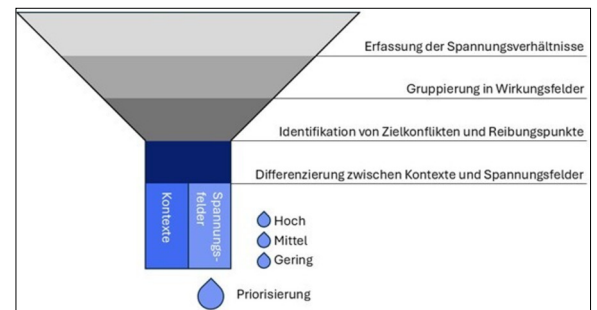 Erfassung der Spannungsverhältnisse
Gruppierung in Wirkungsfelder
Identifikation von Zielkonflikten und Reibungspunkte
Differenzierung zwischen Kontexte und Spannungsfelder
Kontexte
Spannungs-
felder
Hoch
Mittel
Gering
Priorisierung